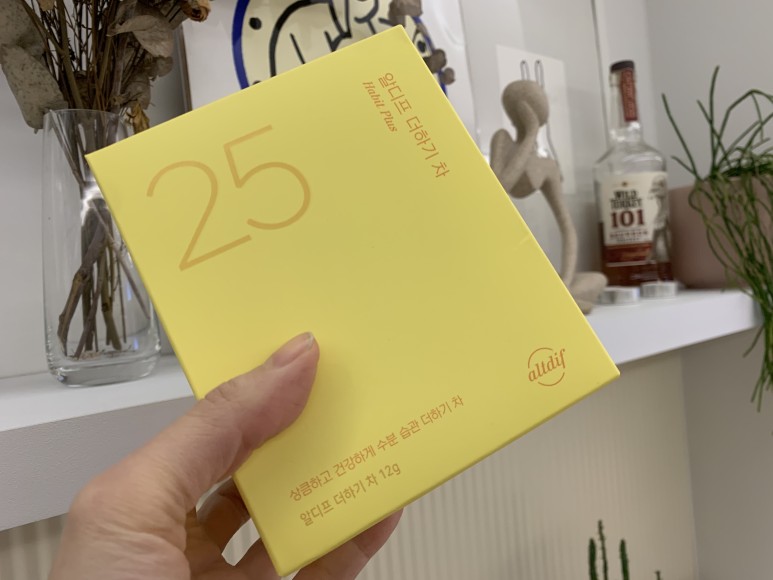 25
알디프 더하기 차
Habit Plus
altdif
상큼하고 건강하게 수분 습관 더하기 차
알디프 더하기 차 12g
WILD
TURKEY
101
BOURBON